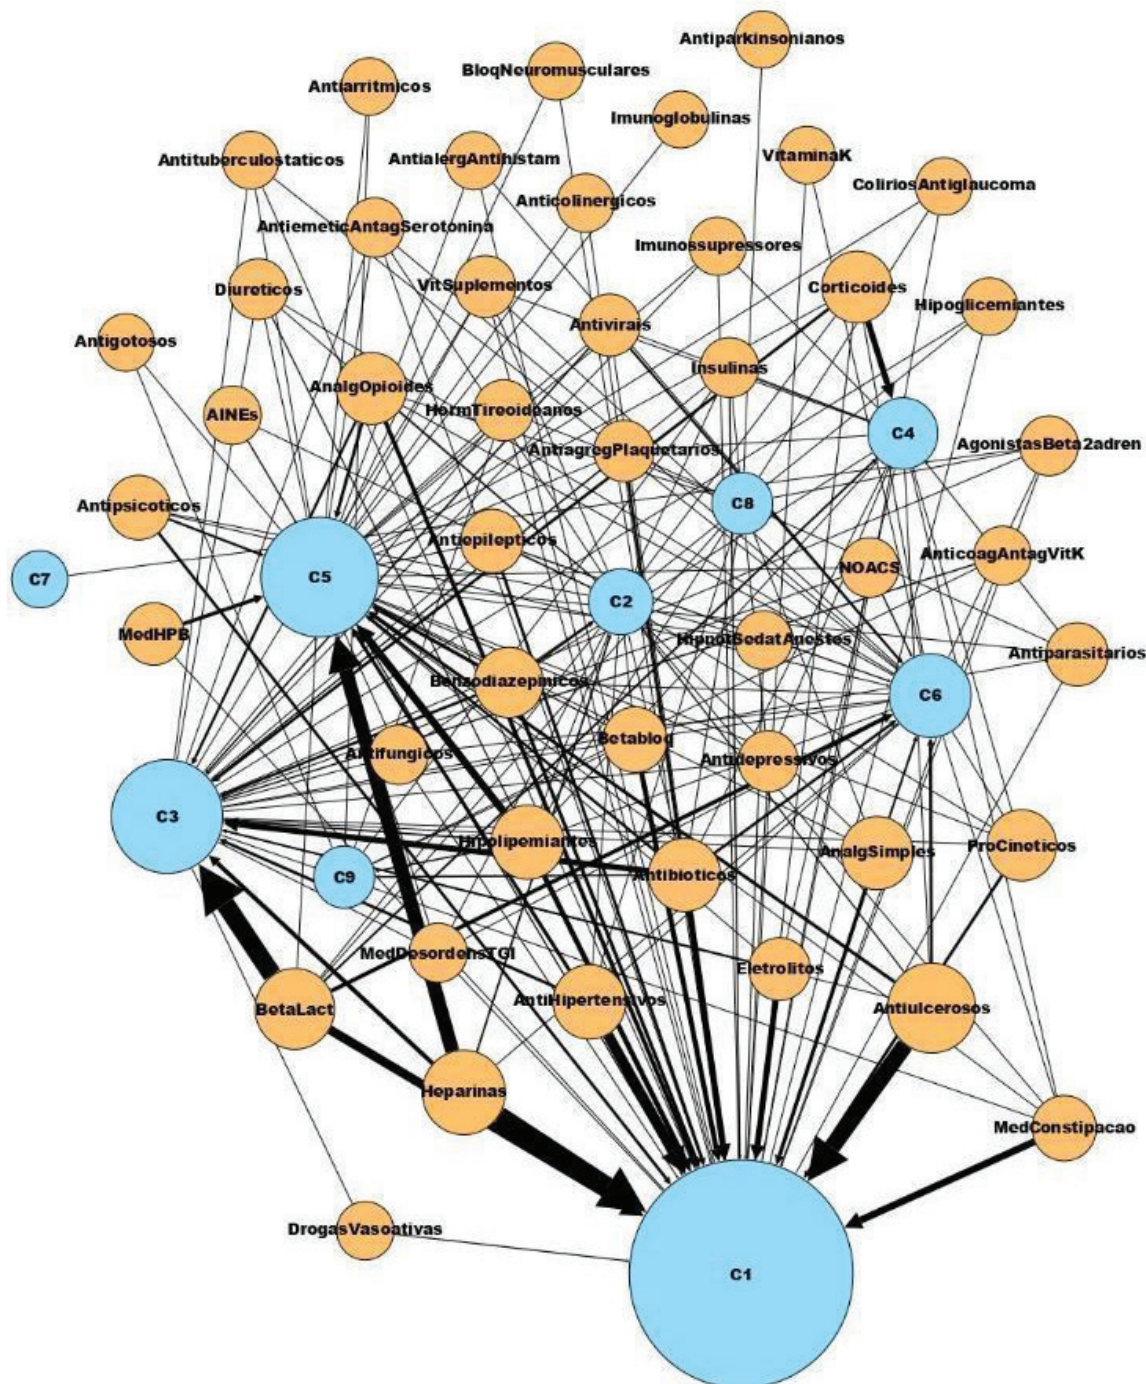 Antiparkinsonianos
BloqNeuromusculares
Antiarritmicos
Imunoglobulinas
Antituberculostaticos
AntialergAntihistam
VitaminaK
ColiriosAntiglaucoma
Anticolinergicos
AntiemeticAntagSerotonina
Imunossupressores
Diureticos
VitSuplementos
Corticoides
Hipoglicemiantes
Antivirais
Antigotosos
Insulinas
AnalgOpioides
AINEs
HormTireoideanos
C4
AgonistasBeta2adren
AntiagregPlaquetarios
C8
Antipsicoticos
Antiepilepticos
AnticoagAntagVitK
NOACS
C7
C5
C2
MedHPB
HipnotSedatAnestes
Antiparasitarios
Benzodiazepinicos
C6
Betabloq
Antifungicos
Antidepressivos
C3
Hipolipemiantes
AnalgSimples
ProCineticos
C9
Antibioticos
MedDesordensTGI
Eletrolitos
BetaLact
AntiHipertensivos
Antiulcerosos
Heparinas
MedConstipacao
DrogasVasoativas
C1